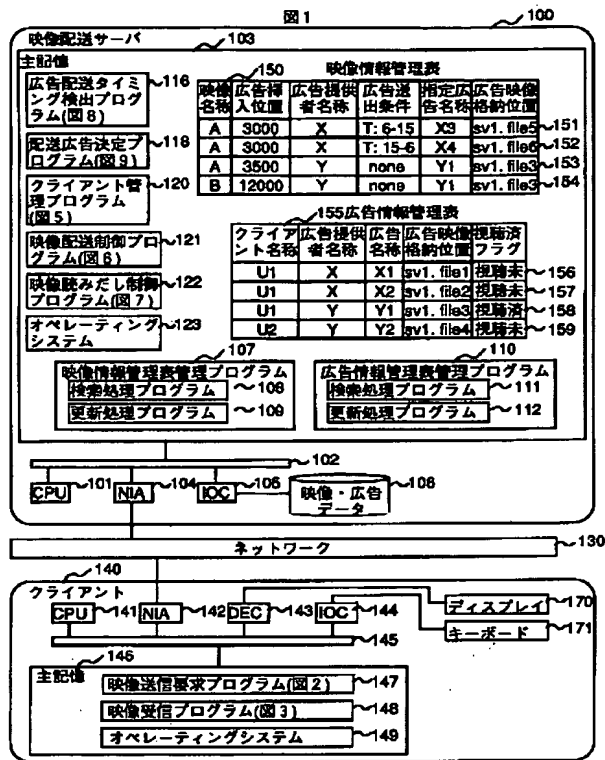 図1
100
映像配送サーバ
103
主記憶
広告配送タイミ
ング検出プログ
ラム(図8)
116
配送広告決定プ
ログラム(図9)
118
クライアント管
理プログラム
(図5)
120
映像配送制御プロ
グラム(図6)
121
映像読みだし制御
プログラム(図7)
122
オペレーティング
システム
123
150
映像情報管理表
映像名称 広告挿入位置 広告提供者名称 広告送出条件 指定広告名称 広告映像格納位置
A 3000 X T: 6-15 X3 sv1. file5 151
A 3000 X T: 15-6 X4 sv1. file6 152
A 3500 Y none Y1 sv1. file3 153
B 12000 Y none Y1 sv1. file3 154
155広告情報管理表
クライアント名称 広告提供者名称 広告名称 広告映像格納位置 視聴済フラグ
U1 X X1 sv1. file1 視聴未 156
U1 X X2 sv1. file2 視聴未 157
U1 Y Y1 sv1. file3 視聴済 158
U2 Y Y2 sv1. file4 視聴未 159
107
映像情報管理表管理プログラム
検索処理プログラム
108
更新処理プログラム
109
110
広告情報管理表管理プログラム
検索処理プログラム
111
更新処理プログラム
112
102
CPU 101
NIA 104
IOC 105
映像・広告
データ
106
ネットワーク
130
140
クライアント
CPU 141
NIA 142
DEC 143
IOC 144
ディスプレイ 170
キーボード 171
145
146
主記憶
映像送信要求プログラム(図2) 147
映像受信プログラム(図3) 148
オペレーティングシステム 149